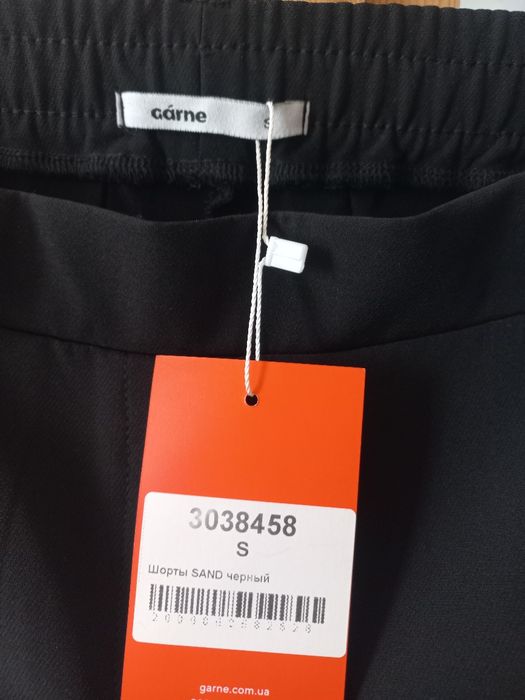 Gárne
S
3038458
S
Шорты SAND черный
garne.com.ua